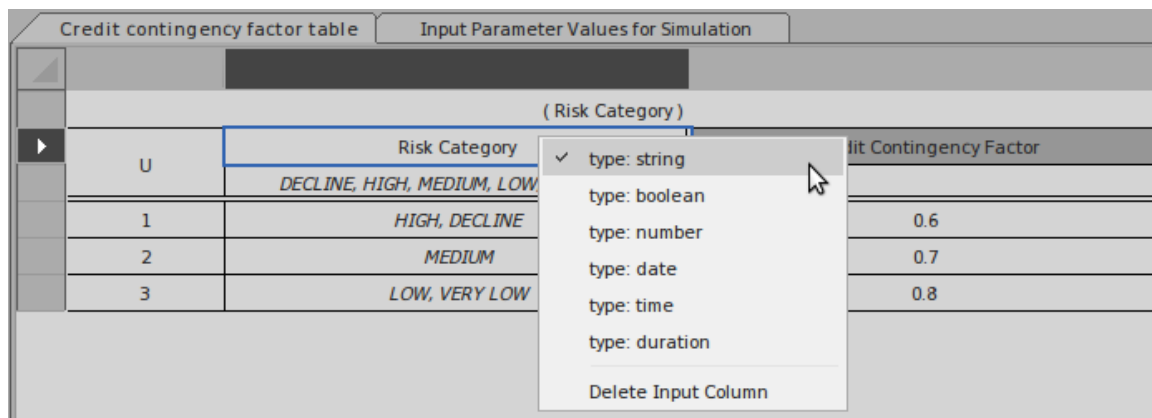 Credit contingency factor table
Input Parameter Values for Simulation
( Risk Category )
U
Risk Category
dit Contingency Factor
DECLINE, HIGH, MEDIUM, LOW,
1 HIGH, DECLINE 0.6
2 MEDIUM 0.7
3 LOW, VERY LOW 0.8
type: string
type: boolean
type: number
type: date
type: time
type: duration
Delete Input Column